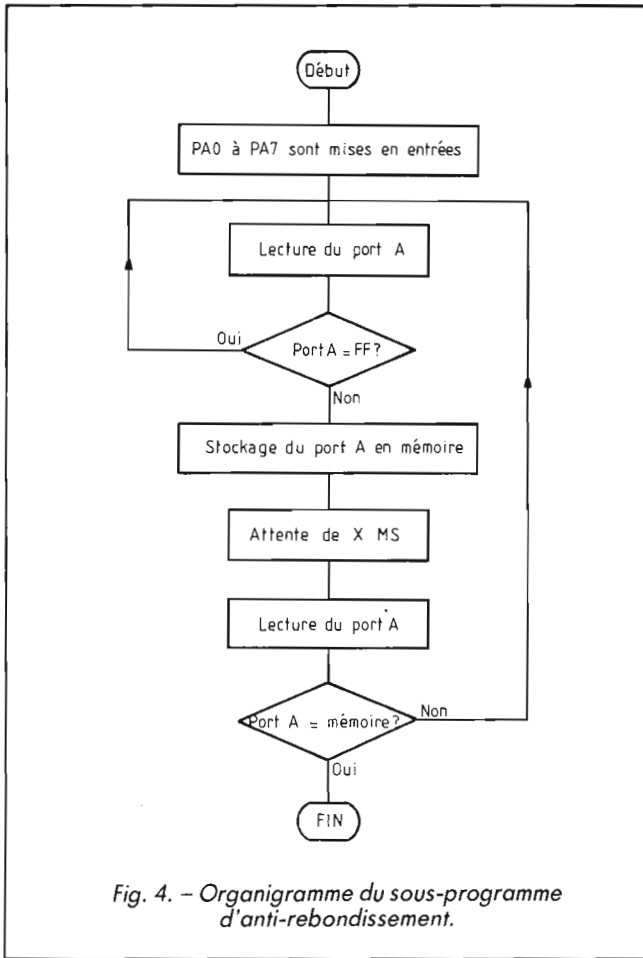 Début
PA0 à PA7 sont mises en entrées
Lecture du port A
Oui
Port A = FF ?
Non
Stockage du port A en mémoire
Attente de X MS
Lecture du port A
Port A = mémoire ?
Non
Oui
FIN
Fig. 4. – Organigramme du sous-programme
d'anti-rebondissement.